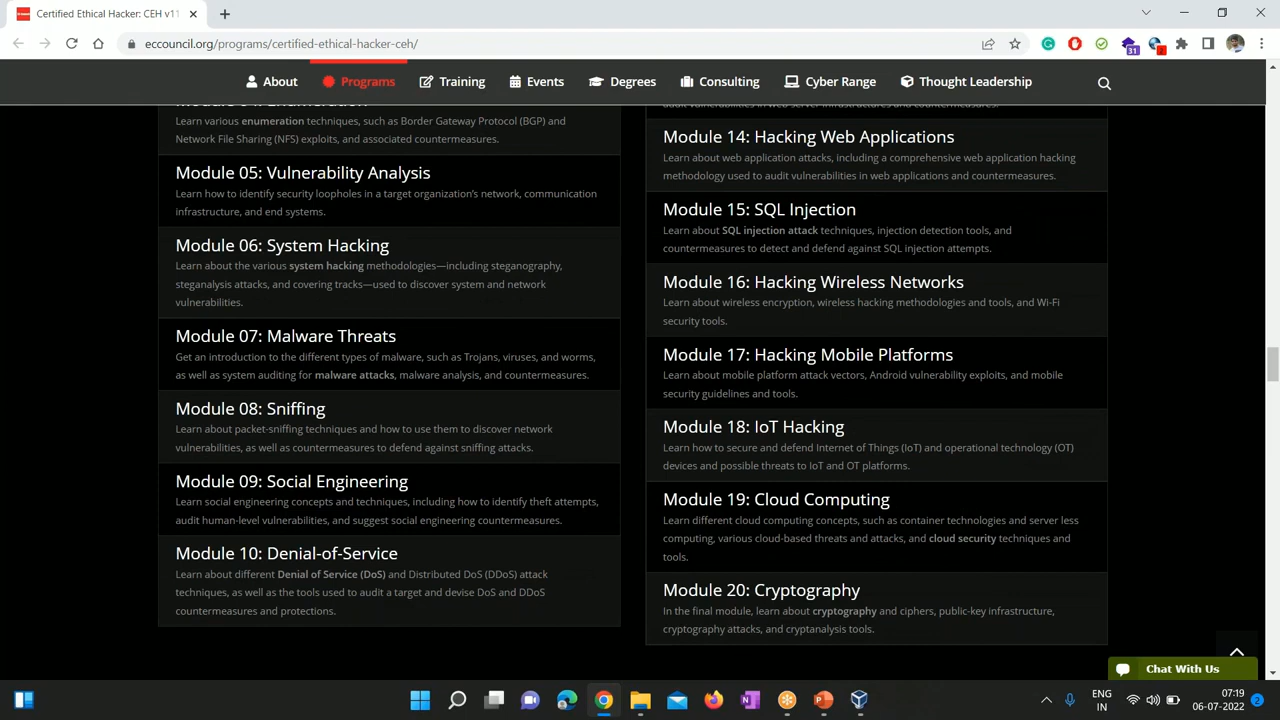 Certified Ethical Hacker: CEH v11
eccouncil.org/programs/certified-ethical-hacker-ceh/
31
2
About
Programs
Training
Events
Degrees
Consulting
Cyber Range
Thought Leadership
Learn various enumeration techniques, such as Border Gateway Protocol (BGP) and
Network File Sharing (NFS) exploits, and associated countermeasures.
Module 05: Vulnerability Analysis
Learn how to identify security loopholes in a target organization's network, communication
infrastructure, and end systems.
Module 06: System Hacking
Learn about the various system hacking methodologies—including steganography,
steganalysis attacks, and covering tracks—used to discover system and network
vulnerabilities.
Module 07: Malware Threats
Get an introduction to the different types of malware, such as Trojans, viruses, and worms,
as well as system auditing for malware attacks, malware analysis, and countermeasures.
Module 08: Sniffing
Learn about packet-sniffing techniques and how to use them to discover network
vulnerabilities, as well as countermeasures to defend against sniffing attacks.
Module 09: Social Engineering
Learn social engineering concepts and techniques, including how to identify theft attempts,
audit human-level vulnerabilities, and suggest social engineering countermeasures.
Module 10: Denial-of-Service
Learn about different Denial of Service (DoS) and Distributed DoS (DDoS) attack
techniques, as well as the tools used to audit a target and devise DoS and DDoS
countermeasures and protections.
Module 14: Hacking Web Applications
Learn about web application attacks, including a comprehensive web application hacking
methodology used to audit vulnerabilities in web applications and countermeasures.
Module 15: SQL Injection
Learn about SQL injection attack techniques, injection detection tools, and
countermeasures to detect and defend against SQL injection attempts.
Module 16: Hacking Wireless Networks
Learn about wireless encryption, wireless hacking methodologies and tools, and Wi-Fi
security tools.
Module 17: Hacking Mobile Platforms
Learn about mobile platform attack vectors, Android vulnerability exploits, and mobile
security guidelines and tools.
Module 18: IoT Hacking
Learn how to secure and defend Internet of Things (IoT) and operational technology (OT)
devices and possible threats to IoT and OT platforms.
Module 19: Cloud Computing
Learn different cloud computing concepts, such as container technologies and server less
computing, various cloud-based threats and attacks, and cloud security techniques and
tools.
Module 20: Cryptography
In the final module, learn about cryptography and ciphers, public-key infrastructure,
cryptography attacks, and cryptanalysis tools.
Chat With Us
ENG
IN
07:19
06-07-2022
2